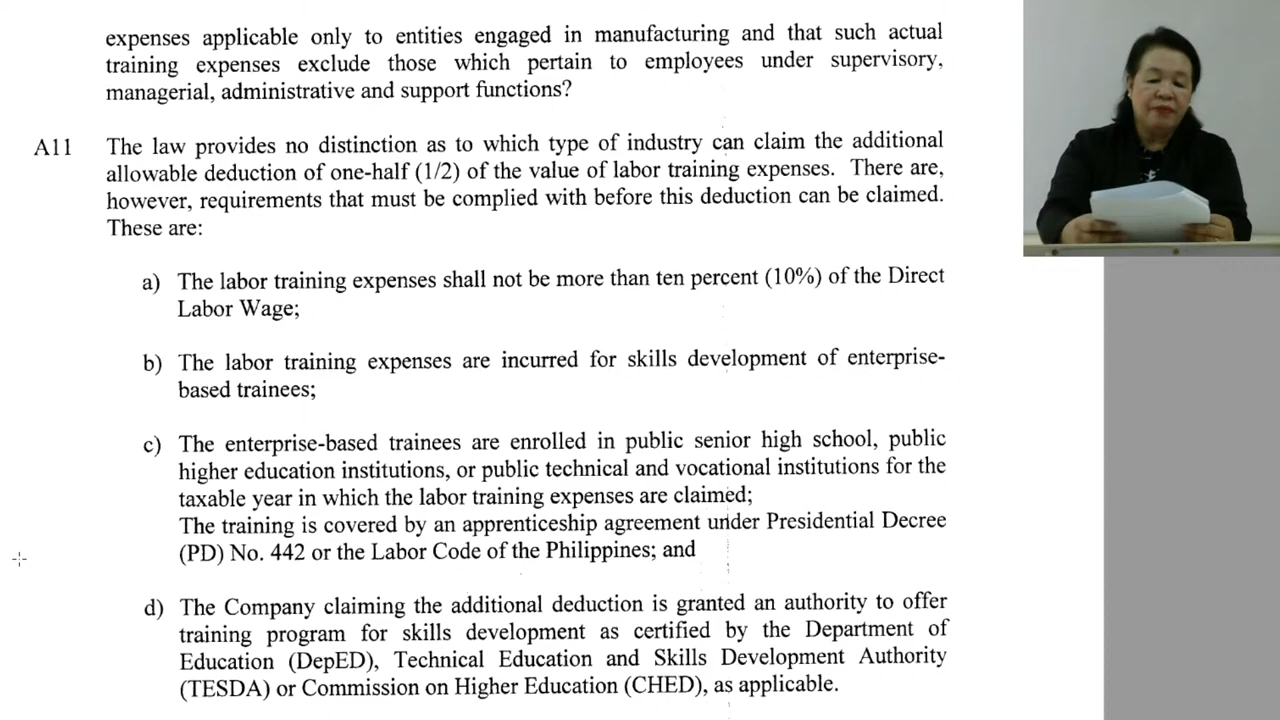 expenses applicable only to entities engaged in manufacturing and that such actual
training expenses exclude those which pertain to employees under supervisory,
managerial, administrative and support functions?
A11 The law provides no distinction as to which type of industry can claim the additional
allowable deduction of one-half (1/2) of the value of labor training expenses. There are,
however, requirements that must be complied with before this deduction can be claimed.
These are:
a) The labor training expenses shall not be more than ten percent (10%) of the Direct
Labor Wage;
b) The labor training expenses are incurred for skills development of enterprise-
based trainees;
c) The enterprise-based trainees are enrolled in public senior high school, public
higher education institutions, or public technical and vocational institutions for the
taxable year in which the labor training expenses are claimed;
The training is covered by an apprenticeship agreement under Presidential Decree
(PD) No. 442 or the Labor Code of the Philippines; and
d) The Company claiming the additional deduction is granted an authority to offer
training program for skills development as certified by the Department of
Education (DepED), Technical Education and Skills Development Authority
(TESDA) or Commission on Higher Education (CHED), as applicable.